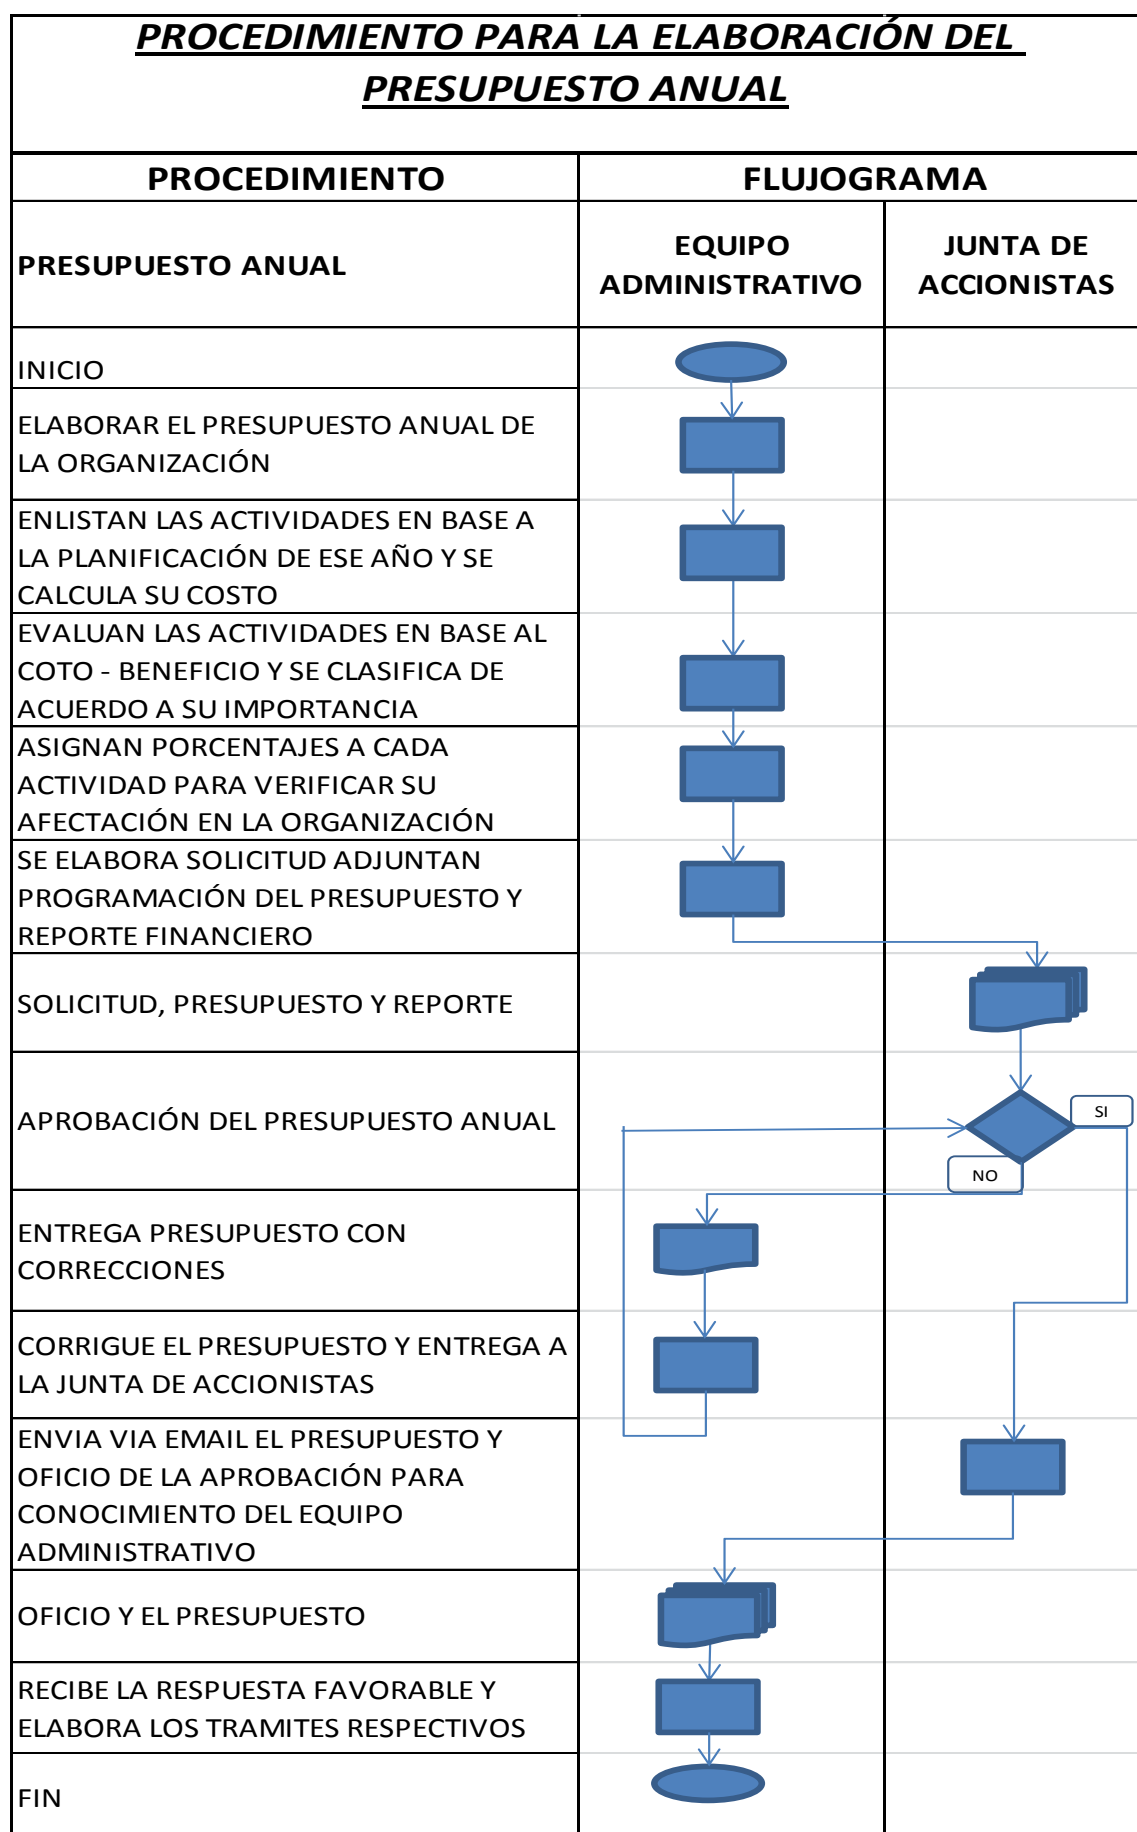 PROCEDIMIENTO PARA LA ELABORACIÓN DEL
PRESUPUESTO ANUAL
PROCEDIMIENTO
FLUJOGRAMA
PRESUPUESTO ANUAL
EQUIPO
ADMINISTRATIVO
JUNTA DE
ACCIONISTAS
INICIO
ELABORAR EL PRESUPUESTO ANUAL DE
LA ORGANIZACIÓN
ENLISTAN LAS ACTIVIDADES EN BASE A
LA PLANIFICACIÓN DE ESE AÑO Y SE
CALCULA SU COSTO
EVALUAN LAS ACTIVIDADES EN BASE AL
COTO - BENEFICIO Y SE CLASIFICA DE
ACUERDO A SU IMPORTANCIA
ASIGNAN PORCENTAJES A CADA
ACTIVIDAD PARA VERIFICAR SU
AFECTACIÓN EN LA ORGANIZACIÓN
SE ELABORA SOLICITUD ADJUNTAN
PROGRAMACIÓN DEL PRESUPUESTO Y
REPORTE FINANCIERO
SOLICITUD, PRESUPUESTO Y REPORTE
APROBACIÓN DEL PRESUPUESTO ANUAL
SI
NO
ENTREGA PRESUPUESTO CON
CORRECCIONES
CORRIGUE EL PRESUPUESTO Y ENTREGA A
LA JUNTA DE ACCIONISTAS
ENVIA VIA EMAIL EL PRESUPUESTO Y
OFICIO DE LA APROBACIÓN PARA
CONOCIMIENTO DEL EQUIPO
ADMINISTRATIVO
OFICIO Y EL PRESUPUESTO
RECIBE LA RESPUESTA FAVORABLE Y
ELABORA LOS TRAMITES RESPECTIVOS
FIN